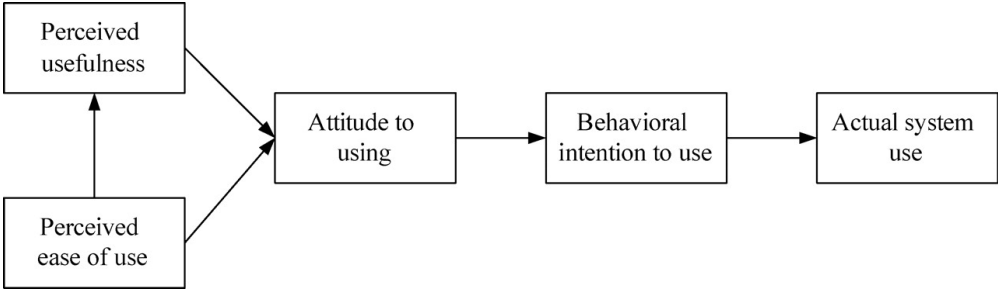 Perceived
usefulness
Attitude to
using
Behavioral
intention to use
Actual system
use
Perceived
ease of use